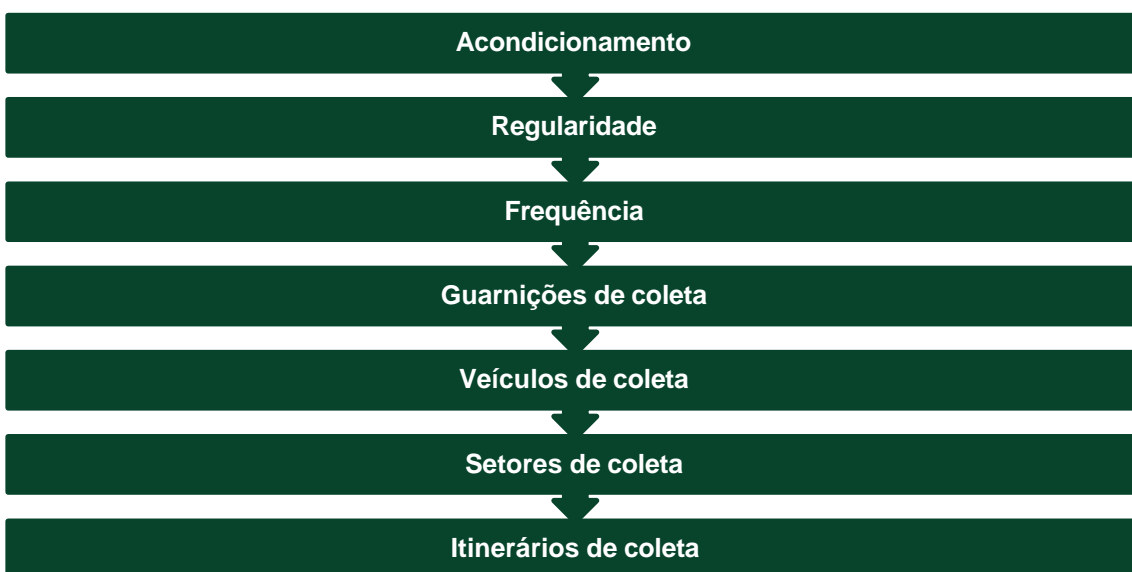 Acondicionamento
Regularidade
Frequência
Guarnições de coleta
Veículos de coleta
Setores de coleta
Itinerários de coleta